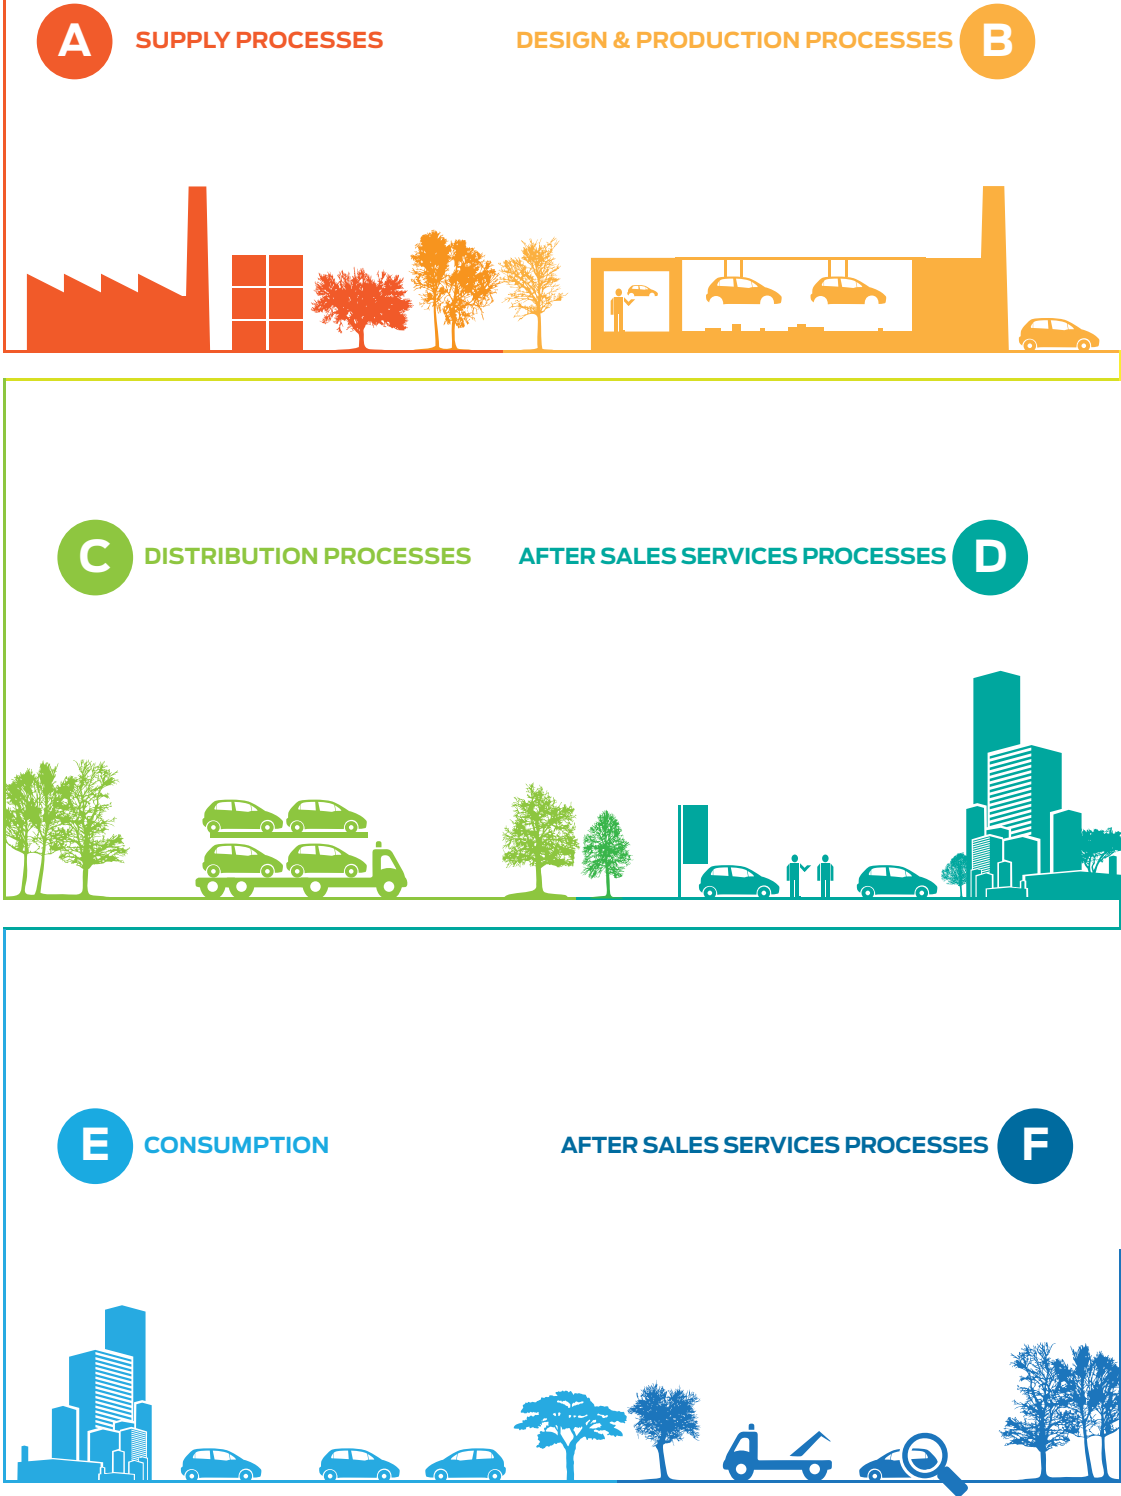 A SUPPLY PROCESSES
DESIGN & PRODUCTION PROCESSES B
C DISTRIBUTION PROCESSES
AFTER SALES SERVICES PROCESSES D
E CONSUMPTION
AFTER SALES SERVICES PROCESSES F